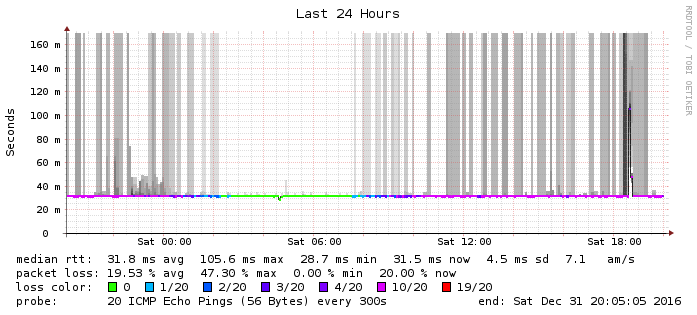 Last 24 Hours
RRDTOOL / TOBI OETIKER
Seconds
160 m
140 m
120 m
100 m
80 m
60 m
40 m
20 m
0
Sat 00:00 Sat 06:00 Sat 12:00 Sat 18:00
median rtt: 31.8 ms avg 105.6 ms max 28.7 ms min 31.5 ms now 4.5 ms sd 7.1 am/s
packet loss: 19.53 % avg 47.30 % max 0.00 % min 20.00 % now
loss color: 0 1/20 2/20 3/20 4/20 10/20 19/20
probe: 20 ICMP Echo Pings (56 Bytes) every 300s end: Sat Dec 31 20:05:05 2016